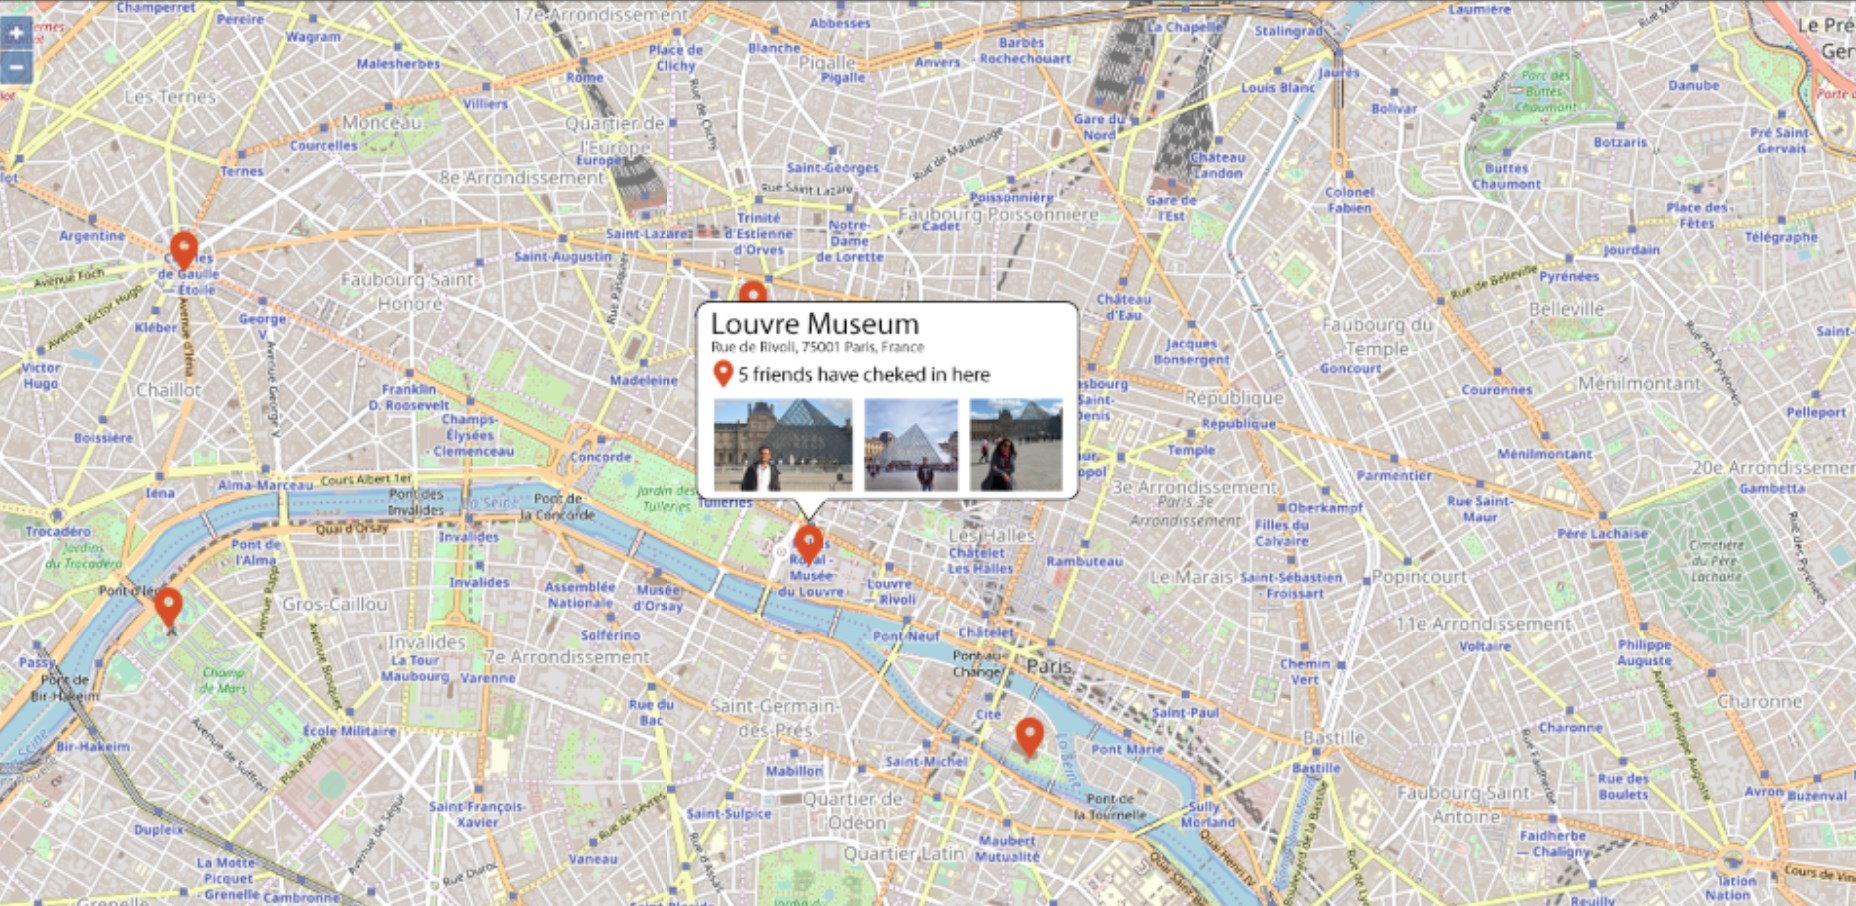 Champerret
Pereire
17e Arrondissement
Abbesses
La Chapelle
Stalingrad
Laumière
Le Pré
Ger
Wagram
Place de
Clichy
Blanche
Pigalle
Pigalle
Anvers
Barbès
- Rochechouart
Malesherbes
Rome
Jaurès
Louis Blanc
Rue Manin
Parc des
Buttes
Chaumont
Danube
Les Ternes
Villiers
Rue de Clichy
Gare du
Nord
Bolivar
Monceau
Quartier de
l'Europe
Europe
Courcelles
Saint-Georges
Rue de Maubeuge
Château
Landon
Botzaris
Pré Saint-
Gervais
Ternes
8e Arrondissement
Rue Saint Lazare
Poissonnière
Gare de
l'Est
Colonel
Fabien
Buttes
Chaumont
Faubourg Poissonnière
Cadet
Place des
Fêtes
Télégraphe
Argentine
Saint-Lazare
Trinité
d'Estienne
d'Orves
Notre-
Dame
de Lorette
Jourdain
Saint-Augustin
de Gaulle
— Étoile
Avenue Foch
Avenue Victor Hugo
Faubourg Saint-
Honoré
Rue Pasquier
Château
d'Eau
Rue de Belleville
Pyrénées
Belleville
Kléber
George
V
Avenue d'Iéna
Avenue George V
Louvre Museum
Rue de Rivoli, 75001 Paris, France
5 friends have cheked in here
Jacques
Bonsergent
Faubourg du
Temple
Goncourt
Rue des Pyrénées
Saint-
Victor
Hugo
Chaillot
Franklin
D. Roosevelt
Madeleine
asbourg
Saint-
Denis
République
République
Couronnes
Ménilmontant
Pelleport
Boissière
Champs-
Élysées
- Clemenceau
Concorde
Temple
Parmentier
Ménilmontant
20e Arrondissemen
Gambetta
Iéna
Alma-Marceau
Cours Albert 1er
Pont des
Invalides
La Seine
Pont de
la Concorde
Jardin des
Tuileries
Tuileries
3e Arrondissement
Paris 3e
Arrondissement
Oberkampf
Rue Saint-
Maur
Père Lachaise
Trocadéro
Jardins
du Trocadéro
Quai d'Orsay
Pont de
l'Alma
Invalides
Les Halles
Châtelet
Les Halles
Rambuteau
Filles du
Calvaire
Cimetière
du Père
Lachaise
Rue des Pyrénées
Royal -
Musée
du Louvre
Louvre
— Rivoli
Le Marais
Saint-Sébastien
- Froissart
Popincourt
Invalides
Assemblée
Nationale
Musée
d'Orsay
Gros-Caillou
Avenue Rapp
Avenue Bosquet
Invalides
La Tour
Maubourg
7e Arrondissement
Solférino
Varenne
Pont-Neuf
Châtelet
Pont-au-
Change
Paris
11e Arrondissement
Voltaire
Philippe
Auguste
Passy
Pont de
Bir-Hakeim
Champ
de Mars
Rue du
Bac
Saint-Germain-
des-Prés
Cité
Saint-Paul
Chemin
Vert
Charonne
Charonne
Avenue Philippe Auguste
Seine
Bir-Hakeim
Avenue de Suffren
École Militaire
Place Joffre
Mabillon
Saint-Michel
La Seine
Pont Marie
Bastille
Bastille
Rue Faidherbe
Rue des
Boulets
Avron
Buzenval
Dupleix
Saint-François-
Xavier
Avenue de Ségur
Rue de Sèvres
Saint-Sulpice
Quartier de
l'Odéon
Pont de
la Tournelle
Sully -
Morland
Faubourg Saint-
Antoine
La Motte-
Picquet
- Grenelle
Cambronne
Rue Duroc
Vaneau
Rue d'Assas
Quartier Latin
Maubert
Mutualité
Quai Henri IV
Boulevard de la Bastille
Faidherbe
— Chaligny
Nation
Cours de Vin
Reuilly
Grenelle